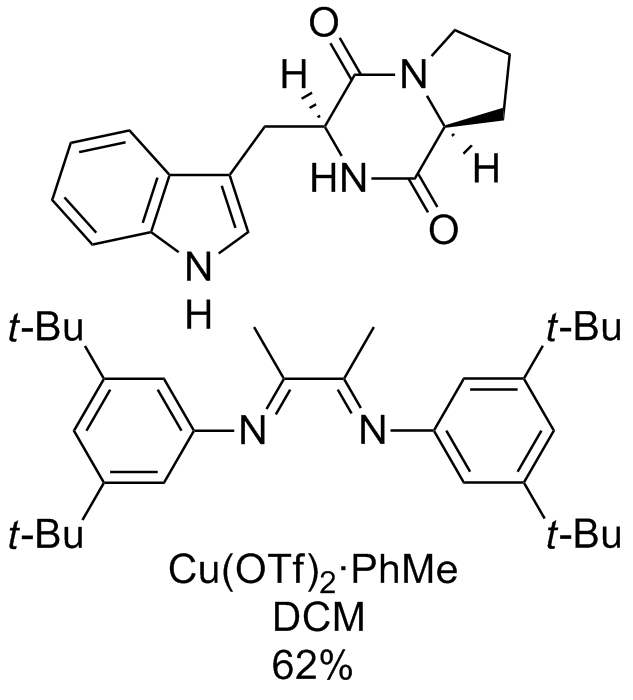 O
H N
HN H
O
N
H
t-Bu t-Bu
N N
t-Bu t-Bu
Cu(OTf)₂·PhMe
DCM
62%